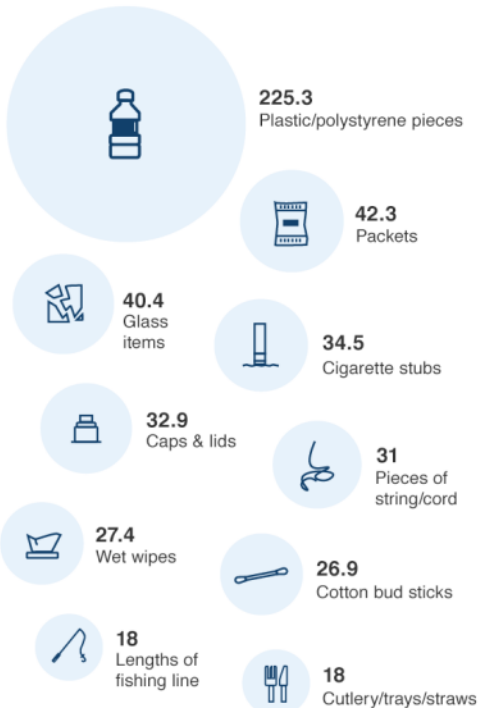 225.3
Plastic/polystyrene pieces
42.3
Packets
40.4
Glass
items
34.5
Cigarette stubs
32.9
Caps & lids
31
Pieces of
string/cord
27.4
Wet wipes
26.9
Cotton bud sticks
18
Lengths of
fishing line
18
Cutlery/trays/straws